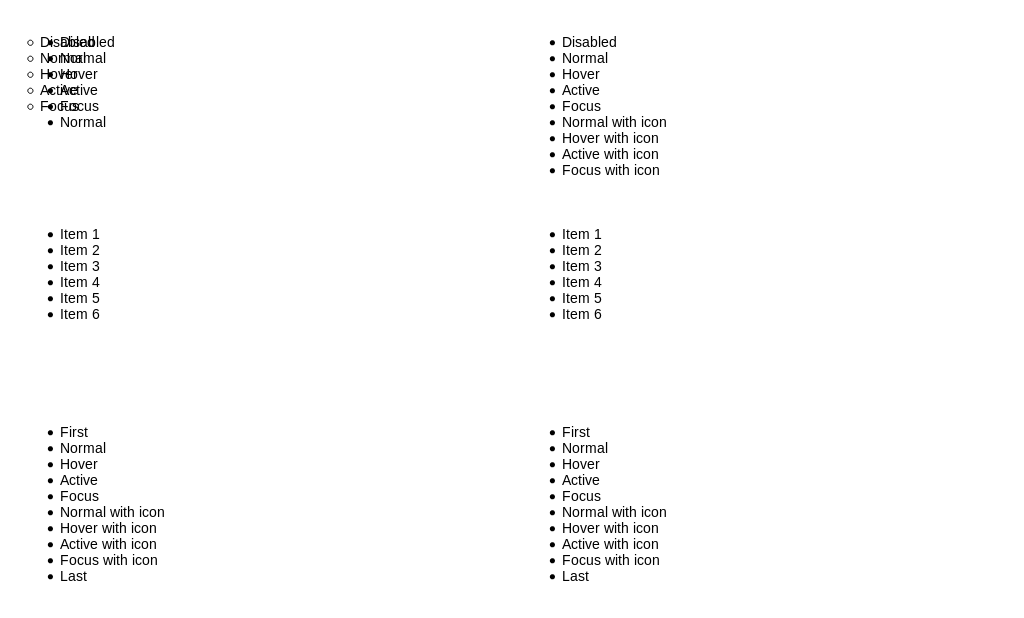 Disabled
Normal
Hover
Active
Focus
Disabled
Normal
Hover
Active
Focus
Normal
Disabled
Normal
Hover
Active
Focus
Normal with icon
Hover with icon
Active with icon
Focus with icon
Item 1
Item 2
Item 3
Item 4
Item 5
Item 6
Item 1
Item 2
Item 3
Item 4
Item 5
Item 6
First
Normal
Hover
Active
Focus
Normal with icon
Hover with icon
Active with icon
Focus with icon
Last
First
Normal
Hover
Active
Focus
Normal with icon
Hover with icon
Active with icon
Focus with icon
Last